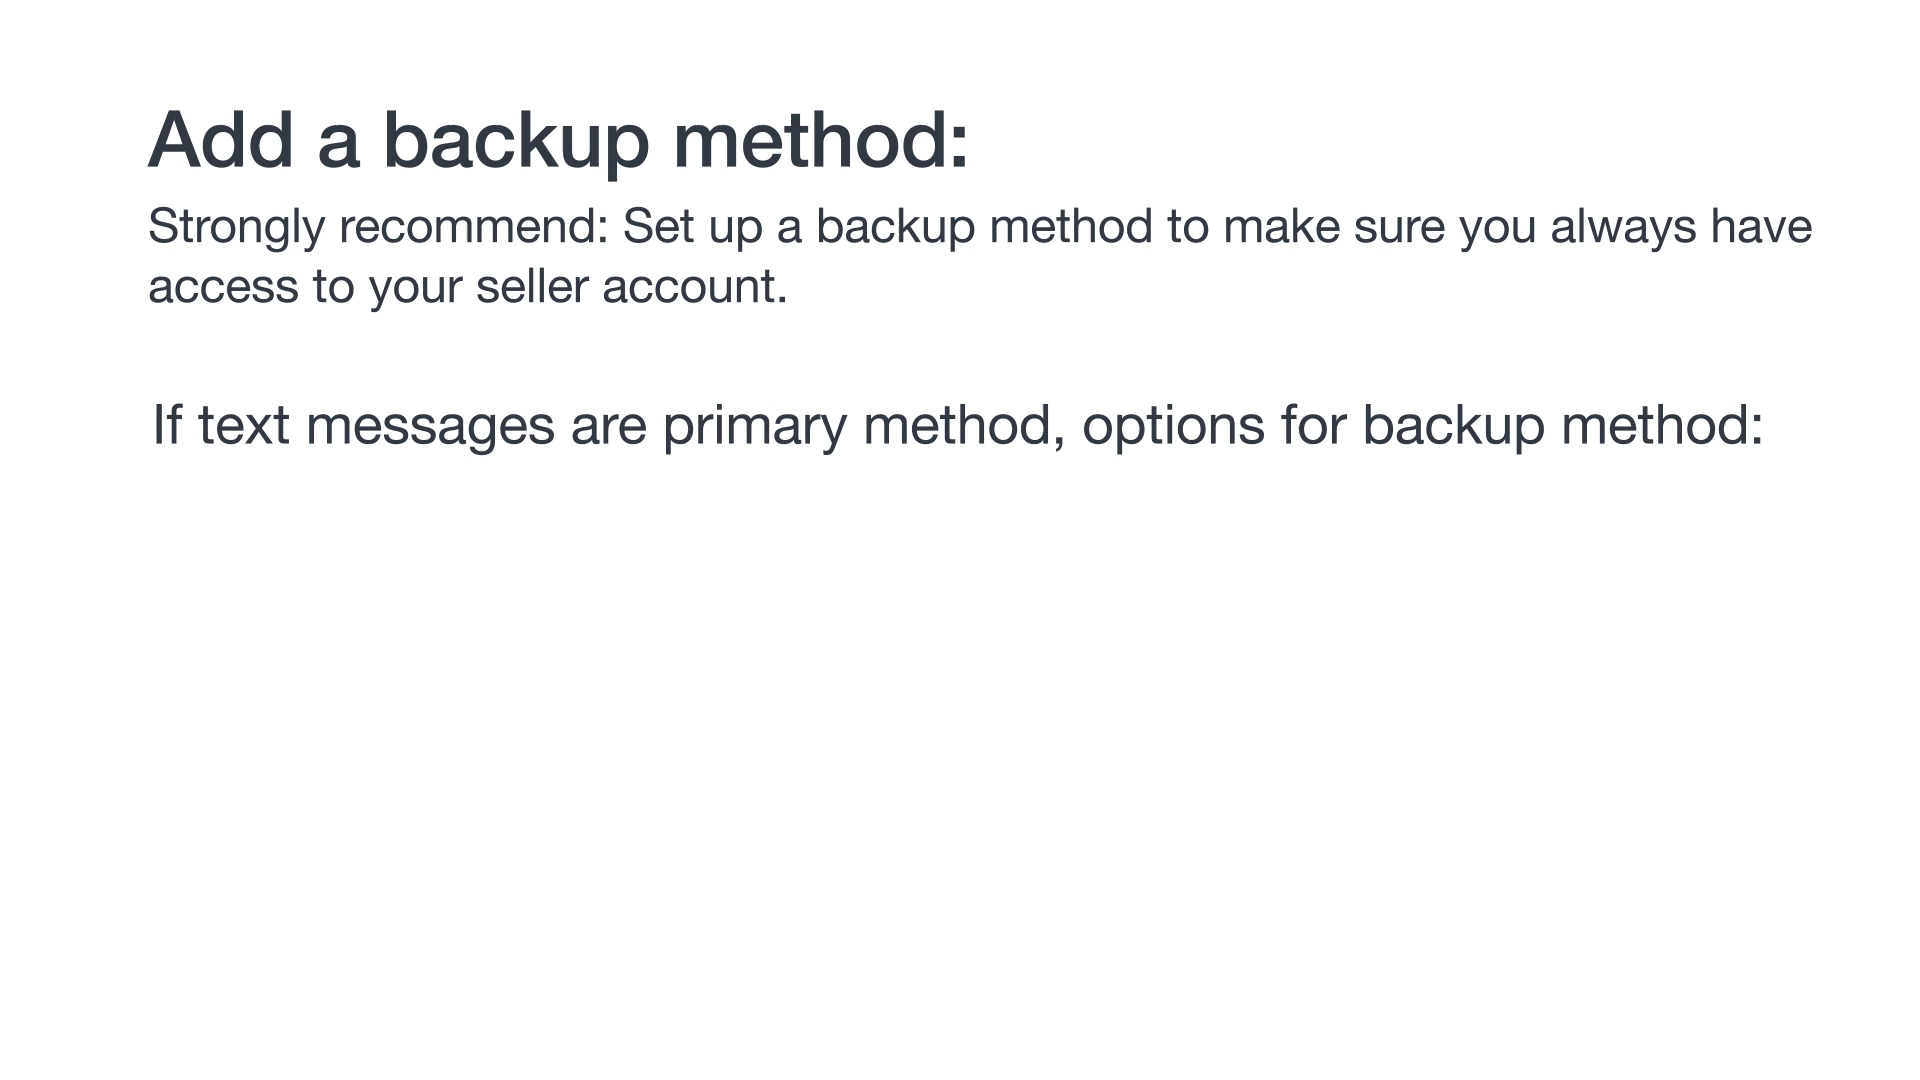 Add a backup method:
Strongly recommend: Set up a backup method to make sure you always have
access to your seller account.
If text messages are primary method, options for backup method: